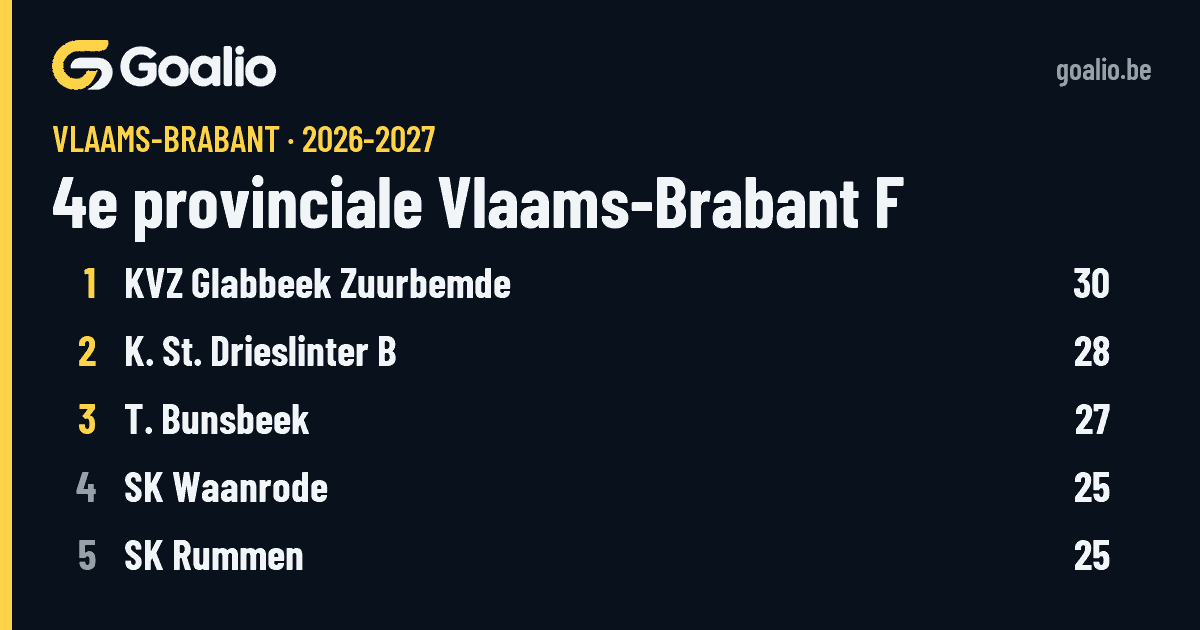 Goalio goalio.be
VLAAMS-BRABANT · 2026-2027
4e provinciale Vlaams-Brabant F
1 KVZ Glabbeek Zuurbemde 30
2 K. St. Drieslinter B 28
3 T. Bunsbeek 27
4 SK Waanrode 25
5 SK Rummen 25